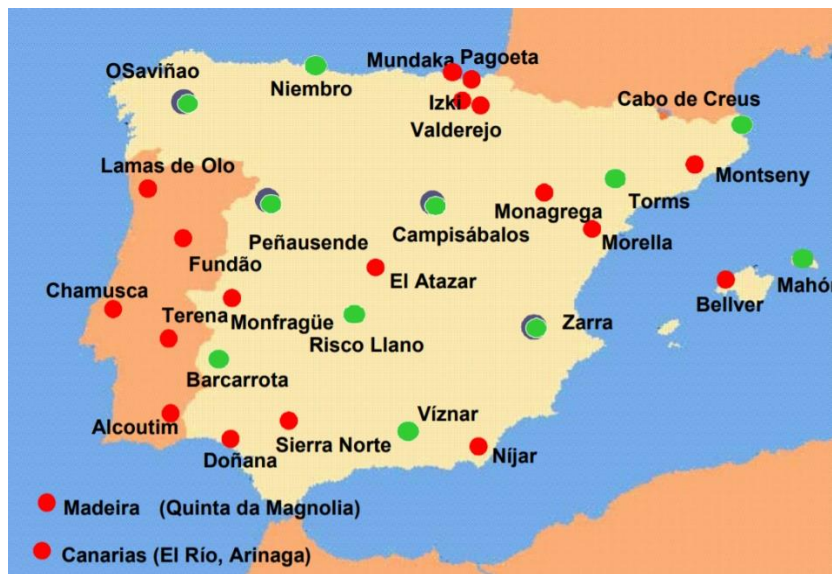 Mundaka Pagoeta
OSaviñao
Niembro
Izki
Cabo de Creus
Valderejo
Lamas de Olo
Montseny
Torms
Monagrega
Peñausende
Campisábalos
Morella
Fundão
El Atazar
Mahón
Chamusca
Bellver
Terena
Monfragüe
Zarra
Risco Llano
Barcarrota
Víznar
Alcoutim
Sierra Norte
Doñana
Níjar
Madeira (Quinta da Magnolia)
Canarias (El Río, Arinaga)